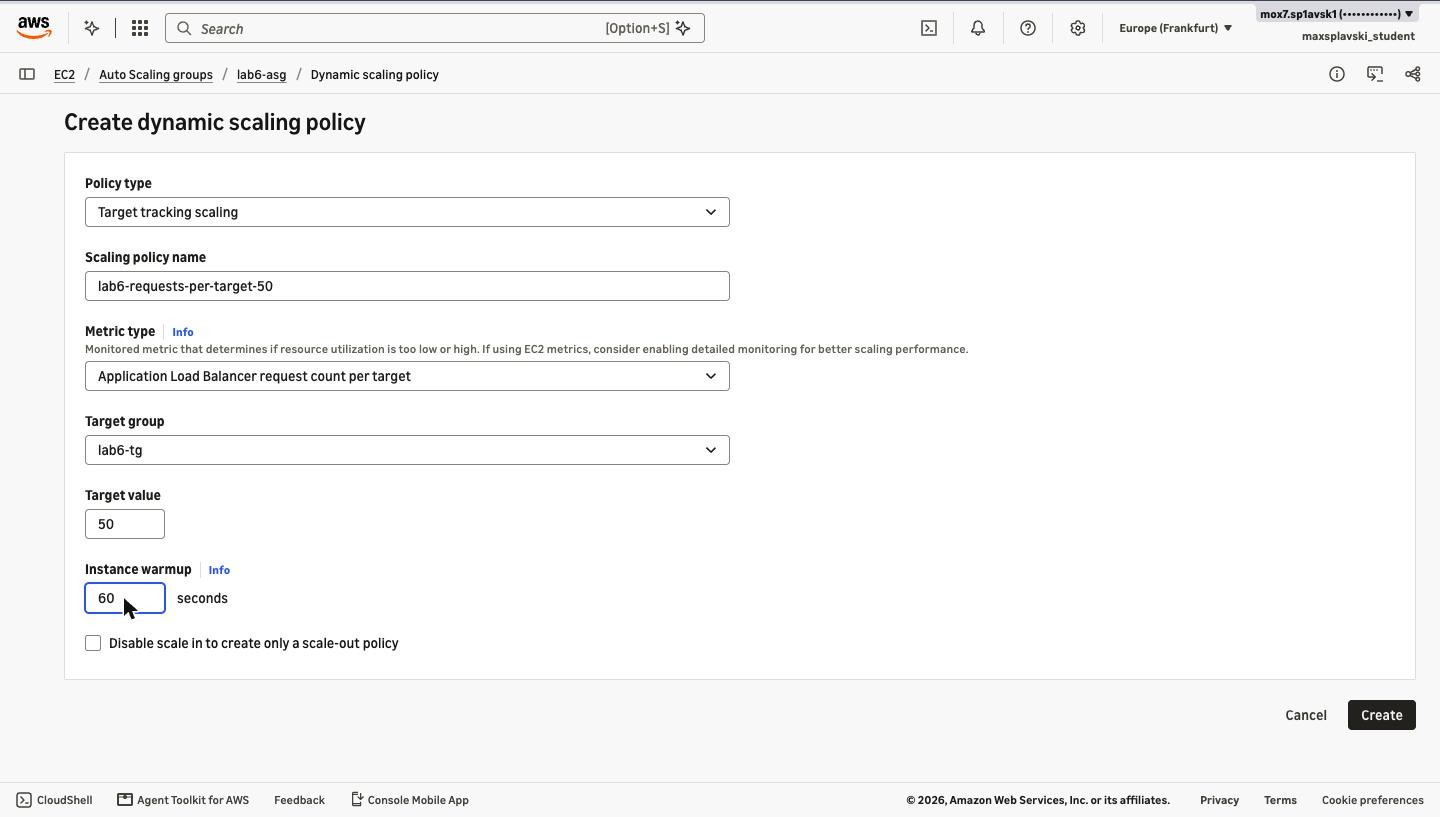 aws
Search
[Option+S]
Europe (Frankfurt)
mox7.sp1avsk1 (••••••••••••)
maxsplavski_student
EC2 / Auto Scaling groups / lab6-asg / Dynamic scaling policy
Create dynamic scaling policy
Policy type
Target tracking scaling
Scaling policy name
lab6-requests-per-target-50
Metric type Info
Monitored metric that determines if resource utilization is too low or high. If using EC2 metrics, consider enabling detailed monitoring for better scaling performance.
Application Load Balancer request count per target
Target group
lab6-tg
Target value
50
Instance warmup Info
60 seconds
Disable scale in to create only a scale-out policy
Cancel Create
CloudShell Agent Toolkit for AWS Feedback Console Mobile App © 2026, Amazon Web Services, Inc. or its affiliates. Privacy Terms Cookie preferences